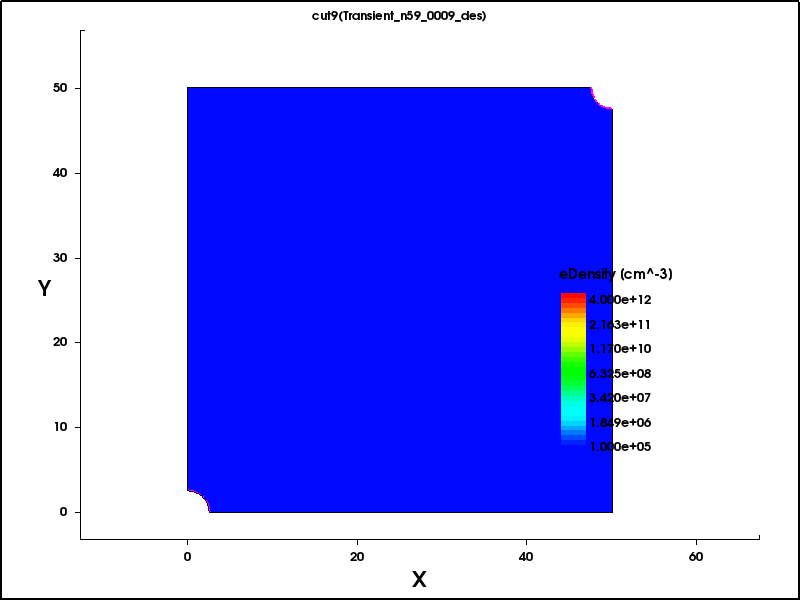 cut9(Transient_n59_0009_des)
50
40
30
20
10
0
Y
eDensity (cm^-3)
4.000e+12
2.163e+11
1.170e+10
6.325e+08
3.420e+07
1.849e+06
1.000e+05
0 20 40 60
X